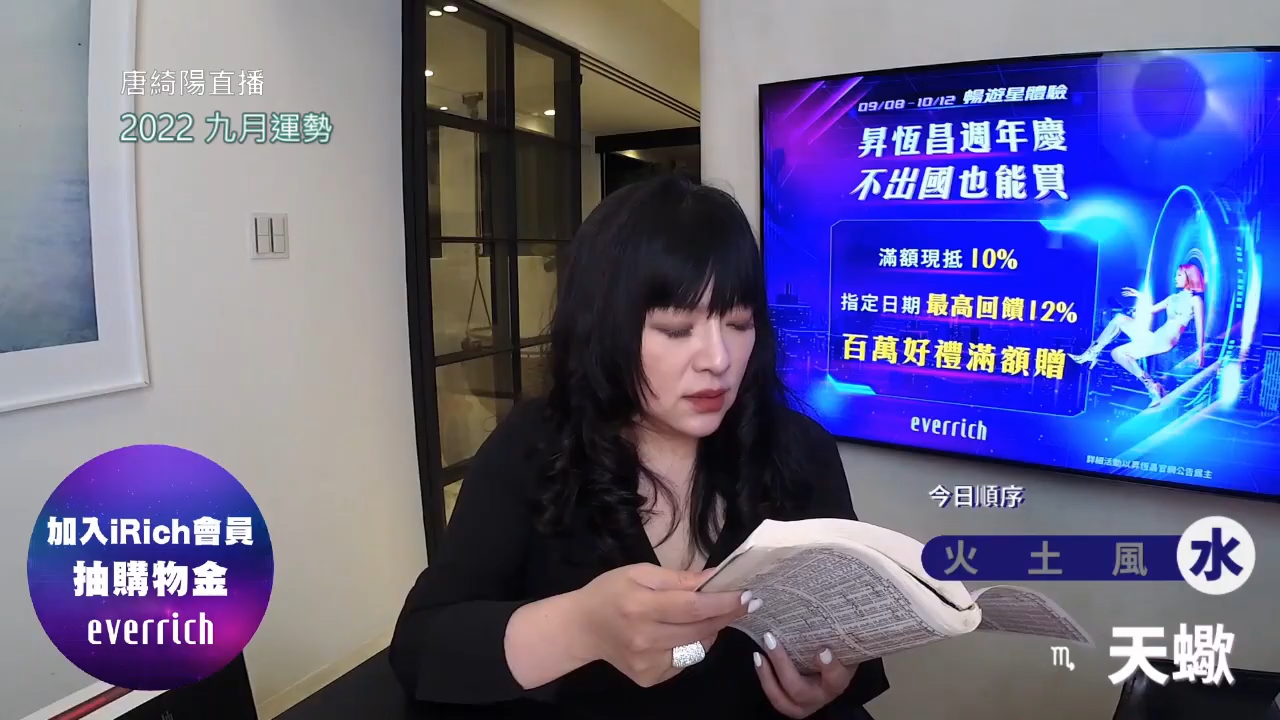 唐綺陽直播
2022 九月運勢
09/08-10/12 暢遊星體驗
昇恆昌週年慶
不出國也能買
滿額現抵 10%
指定日期 最高回饋12%
百萬好禮滿額贈
everrich
詳細活動以昇恆昌官網公告為主
加入iRich會員
抽購物金
everrich
今日順序
火 土 風 水
♏ 天蠍